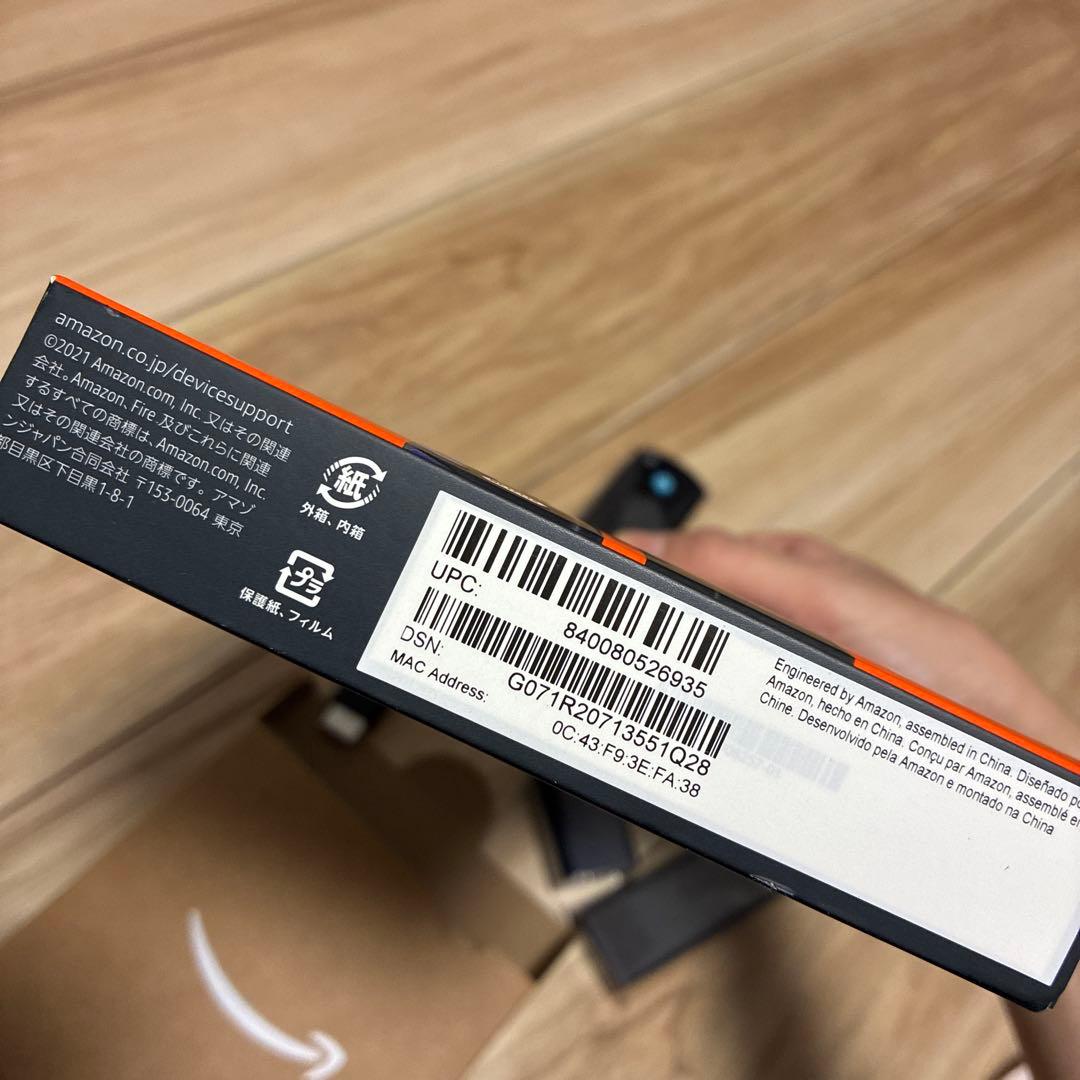 amazon.co.jp/devicesupport
©2021 Amazon.com, Inc. 又はその関連
会社。Amazon、Fire 及びこれらに関連
するすべての商標は、Amazon.com, Inc.
又はその関連会社の商標です。アマゾ
ンジャパン合同会社 〒153-0064 東京
都目黒区下目黒1-8-1
紙
外箱、内箱
プラ
保護紙、フィルム
UPC:
840080526935
DSN:
G071R20713551Q28
MAC Address:
0C:43:F9:3E:FA:38
Engineered by Amazon, assembled in China. Diseñado po
Amazon, hecho en China. Conçu par Amazon, assemblé en
Chine. Desenvolvido pela Amazon e montado na China